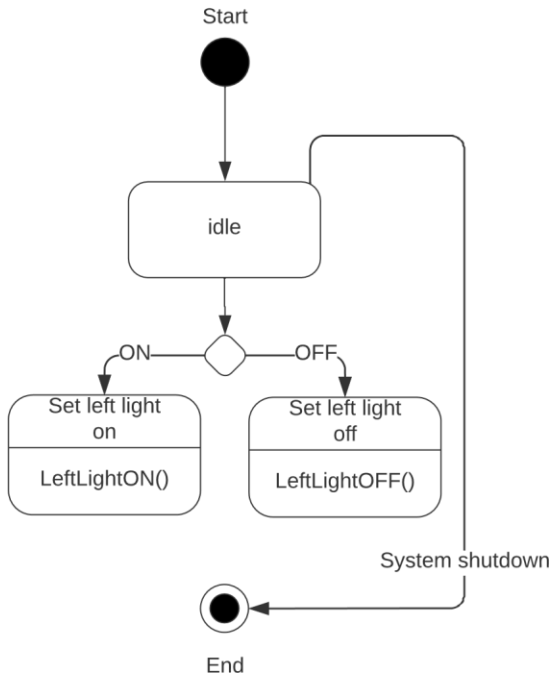 Start
idle
ON
OFF
Set left light
on
LeftLightON()
Set left light
off
LeftLightOFF()
System shutdown
End